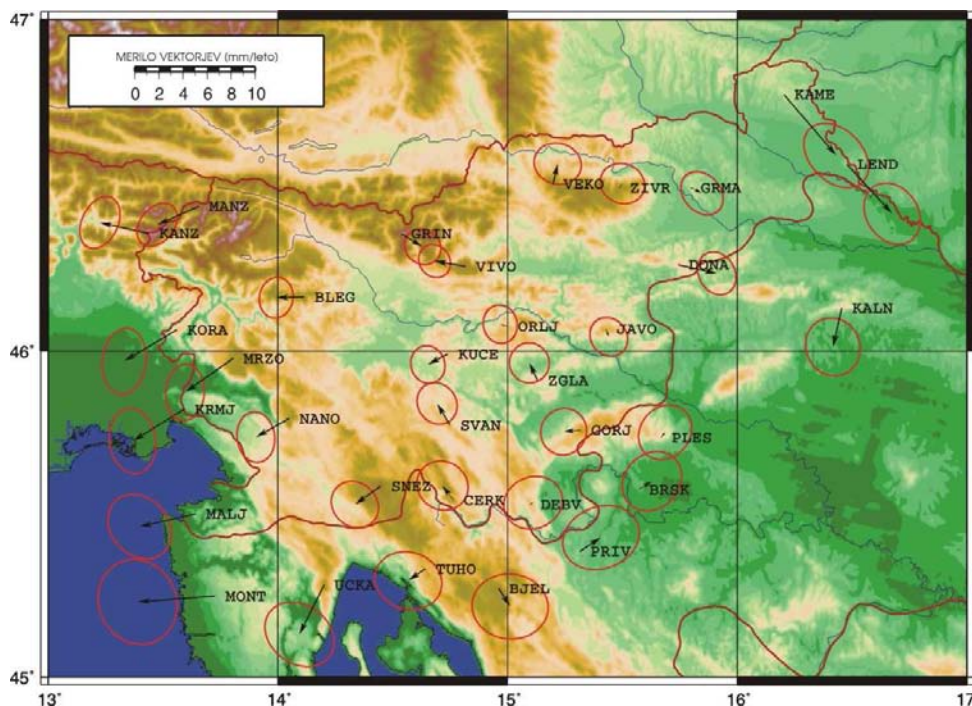 47°
MERILO VEKTORJEV (mm/leto)
0 2 4 6 8 10
KAME
LEND
VEKO
ZIVR
GRMA
MANZ
KANZ
GRIN
VIVO
DONA
BLEG
KALN
KORA
ORLJ
JAVO
46°
MRZO
KUCE
ZGLA
KRMJ
NANO
SVAN
GORJ
PLES
SNEZ
CERK
DEBV
BRSK
MALJ
PRIV
TUHO
UCKA
BJEL
MONT
45°
13° 14° 15° 16° 17°